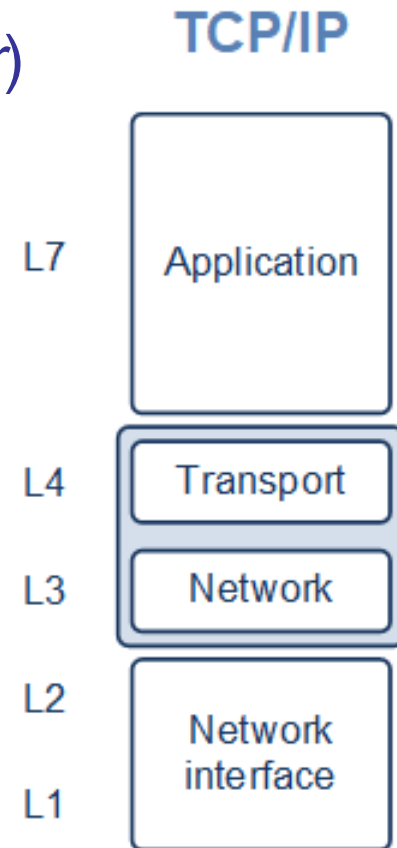 TCP/IP
r)
L7
Application
L4
Transport
L3
Network
L2
Network
interface
L1